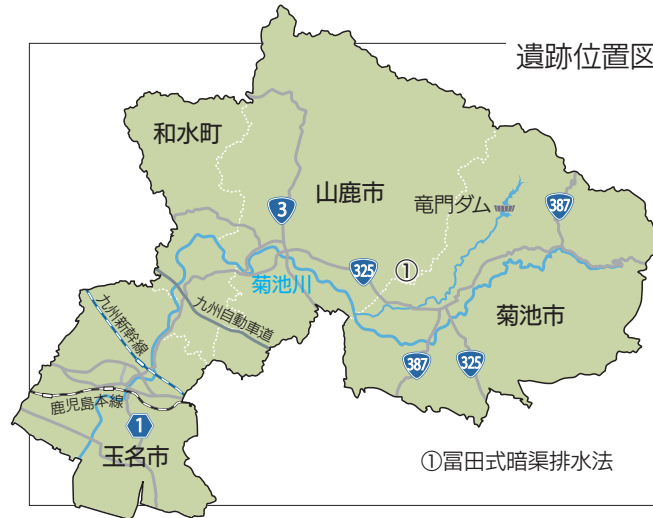 遺跡位置図
和水町
山鹿市
竜門ダム
387
3
325
①
菊池川
九州自動車道
菊池市
九州新幹線
387
325
鹿児島本線
1
玉名市
①冨田式暗渠排水法